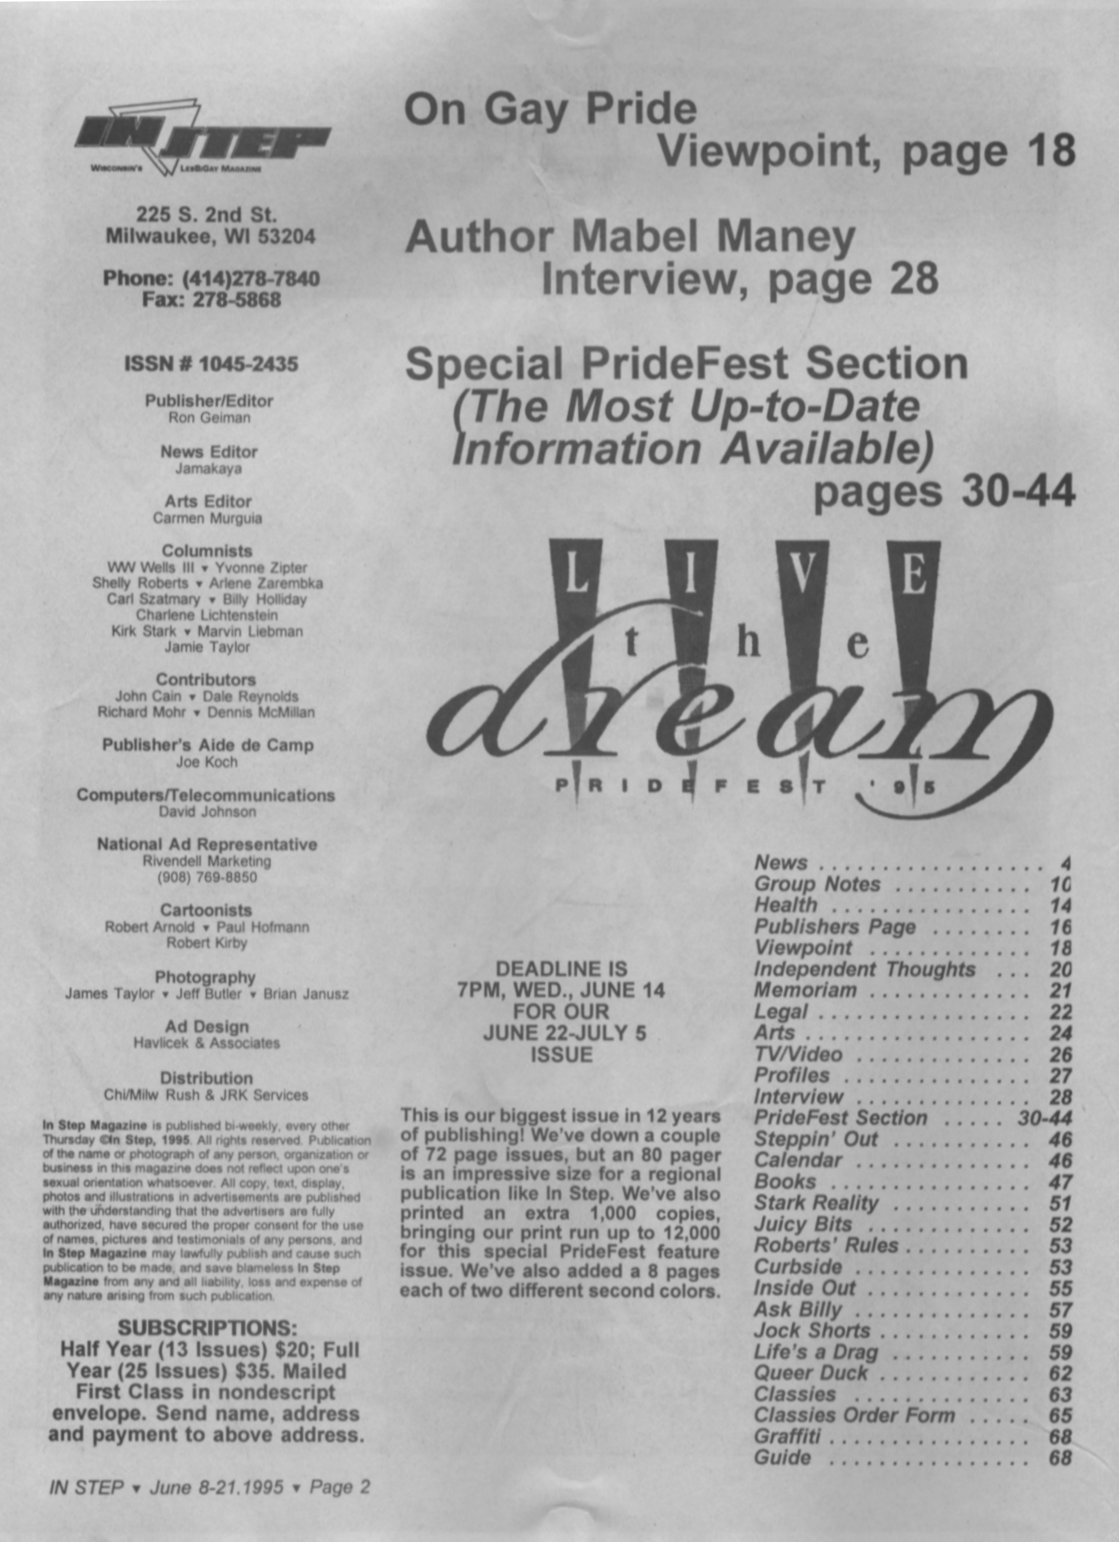 IN STEP
WISCONSIN'S LESBIGAY MAGAZINE
225 S. 2nd St.
Milwaukee, WI 53204
Phone: (414)278-7840
Fax: 278-5868
ISSN # 1045-2435
Publisher/Editor
Ron Geiman
News Editor
Jamakaya
Arts Editor
Carmen Murguia
Columnists
WW Wells III ▾ Yvonne Zipter
Shelly Roberts ▾ Arlene Zarembka
Carl Szatmary ▾ Billy Holliday
Charlene Lichtenstein
Kirk Stark ▾ Marvin Liebman
Jamie Taylor
Contributors
John Cain ▾ Dale Reynolds
Richard Mohr ▾ Dennis McMillan
Publisher's Aide de Camp
Joe Koch
Computers/Telecommunications
David Johnson
National Ad Representative
Rivendell Marketing
(908) 769-8850
Cartoonists
Robert Arnold ▾ Paul Hofmann
Robert Kirby
Photography
James Taylor ▾ Jeff Butler ▾ Brian Janusz
Ad Design
Havlicek & Associates
Distribution
Chi/Milw Rush & JRK Services
In Step Magazine is published bi-weekly, every other
Thursday ©In Step, 1995. All rights reserved. Publication
of the name or photograph of any person, organization or
business in this magazine does not reflect upon one's
sexual orientation whatsoever. All copy, text, display,
photos and illustrations in advertisements are published
with the understanding that the advertisers are fully
authorized, have secured the proper consent for the use
of names, pictures and testimonials of any persons, and
In Step Magazine may lawfully publish and cause such
publication to be made, and save blameless In Step
Magazine from any and all liability, loss and expense of
any nature arising from such publication.
SUBSCRIPTIONS:
Half Year (13 Issues) $20; Full
Year (25 Issues) $35. Mailed
First Class in nondescript
envelope. Send name, address
and payment to above address.
IN STEP ▾ June 8-21.1995 ▾ Page 2
On Gay Pride
Viewpoint, page 18
Author Mabel Maney
Interview, page 28
Special PrideFest Section
(The Most Up-to-Date
Information Available)
pages 30-44
LIVE
the
dream
PRIDEFEST '95
DEADLINE IS
7PM, WED., JUNE 14
FOR OUR
JUNE 22-JULY 5
ISSUE
This is our biggest issue in 12 years
of publishing! We've down a couple
of 72 page issues, but an 80 pager
is an impressive size for a regional
publication like In Step. We've also
printed an extra 1,000 copies,
bringing our print run up to 12,000
for this special PrideFest feature
issue. We've also added a 8 pages
each of two different second colors.
News . . . . . . . . . . . . . . . . . . 4
Group Notes . . . . . . . . . . . 10
Health . . . . . . . . . . . . . . . . 14
Publishers Page . . . . . . . . 16
Viewpoint . . . . . . . . . . . . . 18
Independent Thoughts . . . 20
Memoriam . . . . . . . . . . . . . 21
Legal . . . . . . . . . . . . . . . . . 22
Arts . . . . . . . . . . . . . . . . . . 24
TV/Video . . . . . . . . . . . . . . 26
Profiles . . . . . . . . . . . . . . . 27
Interview . . . . . . . . . . . . . . 28
PrideFest Section . . . . . 30-44
Steppin' Out . . . . . . . . . . . 46
Calendar . . . . . . . . . . . . . . 46
Books . . . . . . . . . . . . . . . . 47
Stark Reality . . . . . . . . . . . 51
Juicy Bits . . . . . . . . . . . . . 52
Roberts' Rules . . . . . . . . . . 53
Curbside . . . . . . . . . . . . . . 53
Inside Out . . . . . . . . . . . . . 55
Ask Billy . . . . . . . . . . . . . . 57
Jock Shorts . . . . . . . . . . . . 59
Life's a Drag . . . . . . . . . . . 59
Queer Duck . . . . . . . . . . . . 62
Classies . . . . . . . . . . . . . . 63
Classies Order Form . . . . . 65
Graffiti . . . . . . . . . . . . . . . . 68
Guide . . . . . . . . . . . . . . . . 68